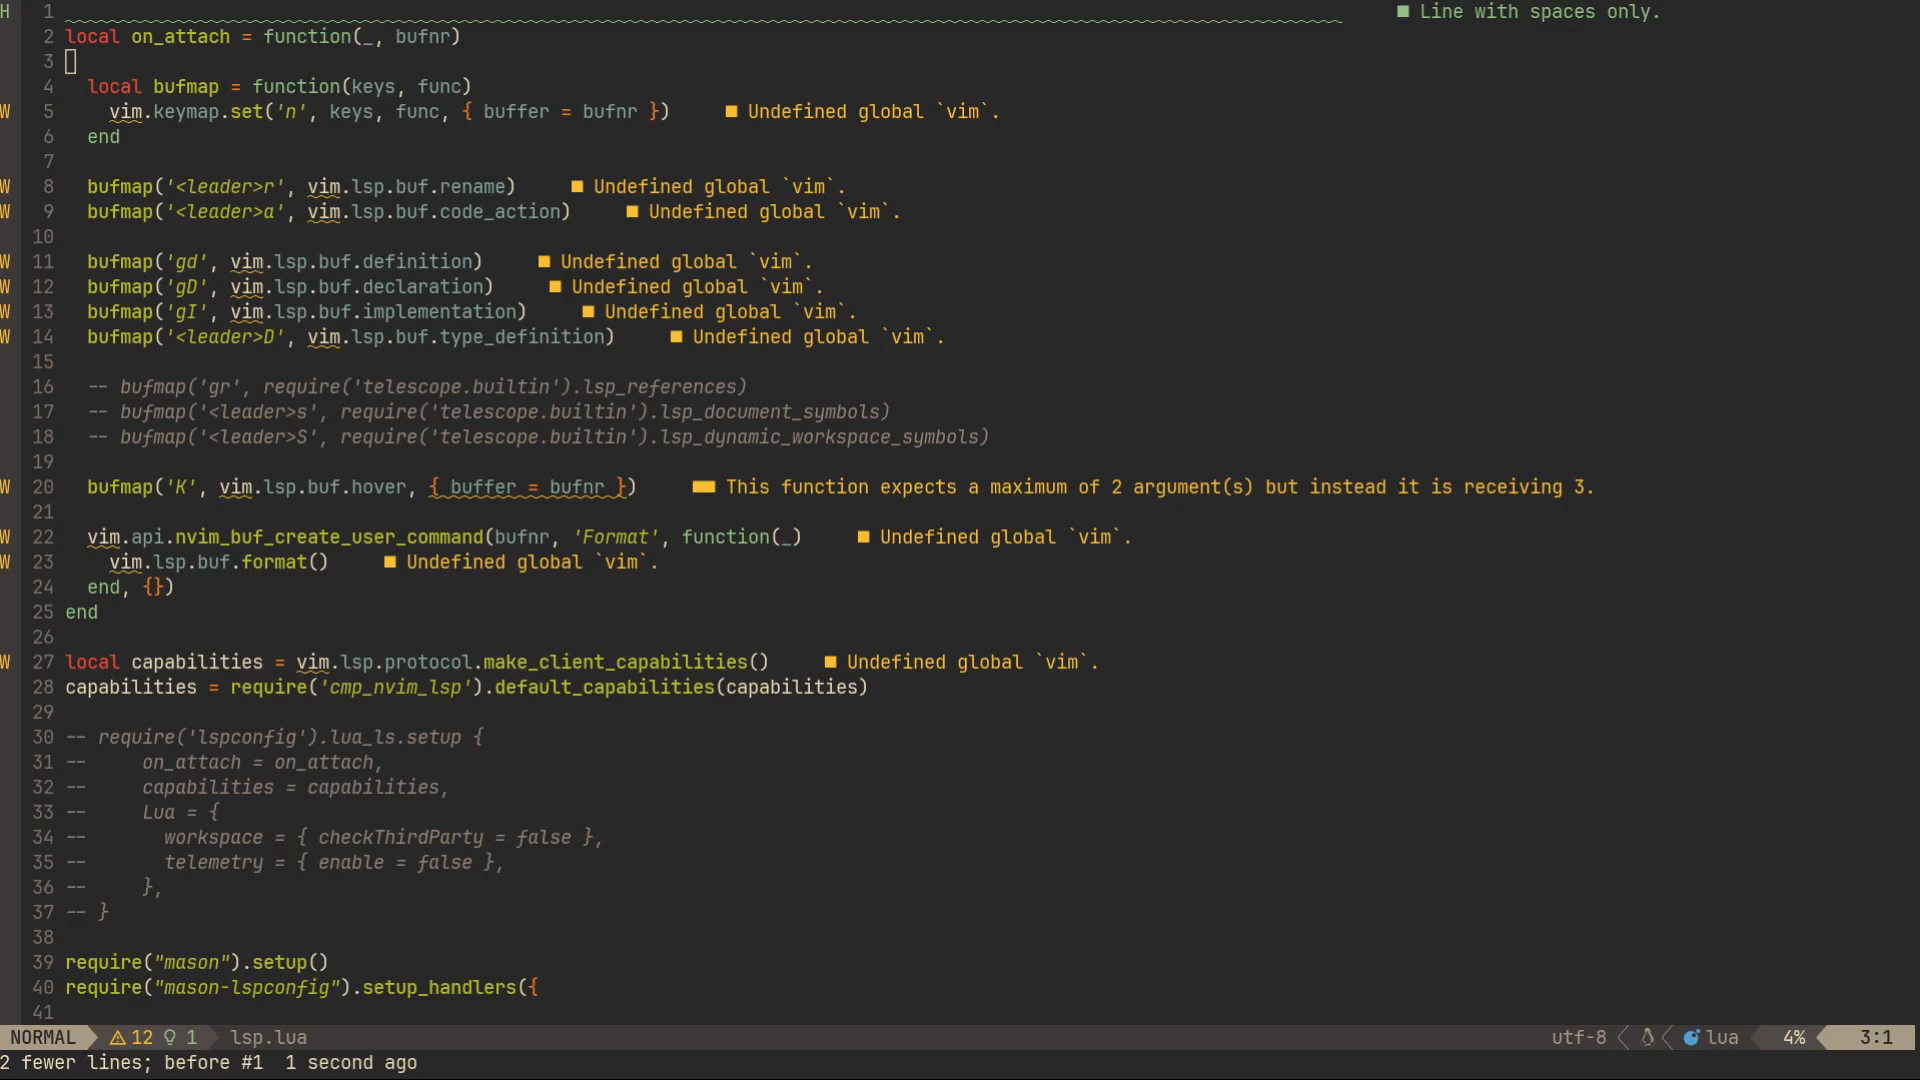 H 1 ■ Line with spaces only.
2 local on_attach = function(_, bufnr)
3
4 local bufmap = function(keys, func)
W 5 vim.keymap.set('n', keys, func, { buffer = bufnr }) ■ Undefined global `vim`.
6 end
7
W 8 bufmap('<leader>r', vim.lsp.buf.rename) ■ Undefined global `vim`.
W 9 bufmap('<leader>a', vim.lsp.buf.code_action) ■ Undefined global `vim`.
10
W 11 bufmap('gd', vim.lsp.buf.definition) ■ Undefined global `vim`.
W 12 bufmap('gD', vim.lsp.buf.declaration) ■ Undefined global `vim`.
W 13 bufmap('gI', vim.lsp.buf.implementation) ■ Undefined global `vim`.
W 14 bufmap('<leader>D', vim.lsp.buf.type_definition) ■ Undefined global `vim`.
15
16 -- bufmap('gr', require('telescope.builtin').lsp_references)
17 -- bufmap('<leader>s', require('telescope.builtin').lsp_document_symbols)
18 -- bufmap('<leader>S', require('telescope.builtin').lsp_dynamic_workspace_symbols)
19
W 20 bufmap('K', vim.lsp.buf.hover, { buffer = bufnr }) ■■ This function expects a maximum of 2 argument(s) but instead it is receiving 3.
21
W 22 vim.api.nvim_buf_create_user_command(bufnr, 'Format', function(_) ■ Undefined global `vim`.
W 23 vim.lsp.buf.format() ■ Undefined global `vim`.
24 end, {})
25 end
26
W 27 local capabilities = vim.lsp.protocol.make_client_capabilities() ■ Undefined global `vim`.
28 capabilities = require('cmp_nvim_lsp').default_capabilities(capabilities)
29
30 -- require('lspconfig').lua_ls.setup {
31 -- on_attach = on_attach,
32 -- capabilities = capabilities,
33 -- Lua = {
34 -- workspace = { checkThirdParty = false },
35 -- telemetry = { enable = false },
36 -- },
37 -- }
38
39 require("mason").setup()
40 require("mason-lspconfig").setup_handlers({
41
NORMAL 12 1 lsp.lua utf-8 lua 4% 3:1
2 fewer lines; before #1 1 second ago